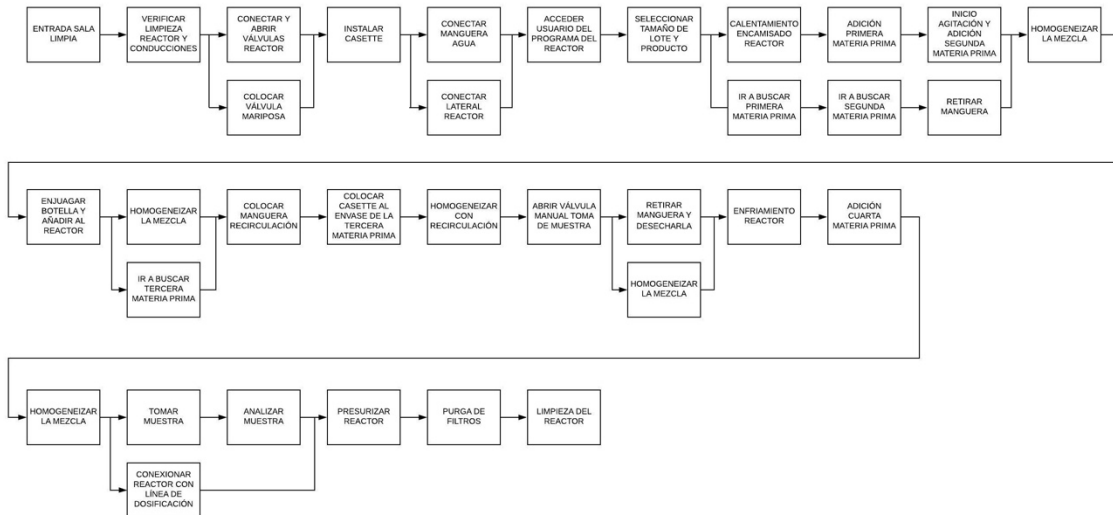 ENTRADA SALA
LIMPIA
VERIFICAR
LIMPIEZA
REACTOR Y
CONDUCCIONES
CONECTAR Y
ABRIR
VÁLVULAS
REACTOR
COLOCAR
VÁLVULA
MARIPOSA
INSTALAR
CASETTE
CONECTAR
MANGUERA
AGUA
CONECTAR
LATERAL
REACTOR
ACCEDER
USUARIO DEL
PROGRAMA DEL
REACTOR
SELECCIONAR
TAMAÑO DE
LOTE Y
PRODUCTO
CALENTAMIENTO
ENCAMISADO
REACTOR
IR A BUSCAR
PRIMERA
MATERIA PRIMA
ADICIÓN
PRIMERA
MATERIA PRIMA
IR A BUSCAR
SEGUNDA
MATERIA PRIMA
INICIO
AGITACIÓN Y
ADICIÓN
SEGUNDA
MATERIA PRIMA
RETIRAR
MANGUERA
HOMOGENEIZAR
LA MEZCLA
ENJUAGAR
BOTELLA Y
AÑADIR AL
REACTOR
HOMOGENEIZAR
LA MEZCLA
IR A BUSCAR
TERCERA
MATERIA PRIMA
COLOCAR
MANGUERA
RECIRCULACIÓN
COLOCAR
CASETTE AL
ENVASE DE LA
TERCERA
MATERIA PRIMA
HOMOGENEIZAR
CON
RECIRCULACIÓN
ABRIR VÁLVULA
MANUAL TOMA
DE MUESTRA
RETIRAR
MANGUERA Y
DESECHARLA
HOMOGENEIZAR
LA MEZCLA
ENFRIAMIENTO
REACTOR
ADICIÓN
CUARTA
MATERIA PRIMA
HOMOGENEIZAR
LA MEZCLA
TOMAR
MUESTRA
CONEXIONAR
REACTOR CON
LÍNEA DE
DOSIFICACIÓN
ANALIZAR
MUESTRA
PRESURIZAR
REACTOR
PURGA DE
FILTROS
LIMPIEZA DEL
REACTOR